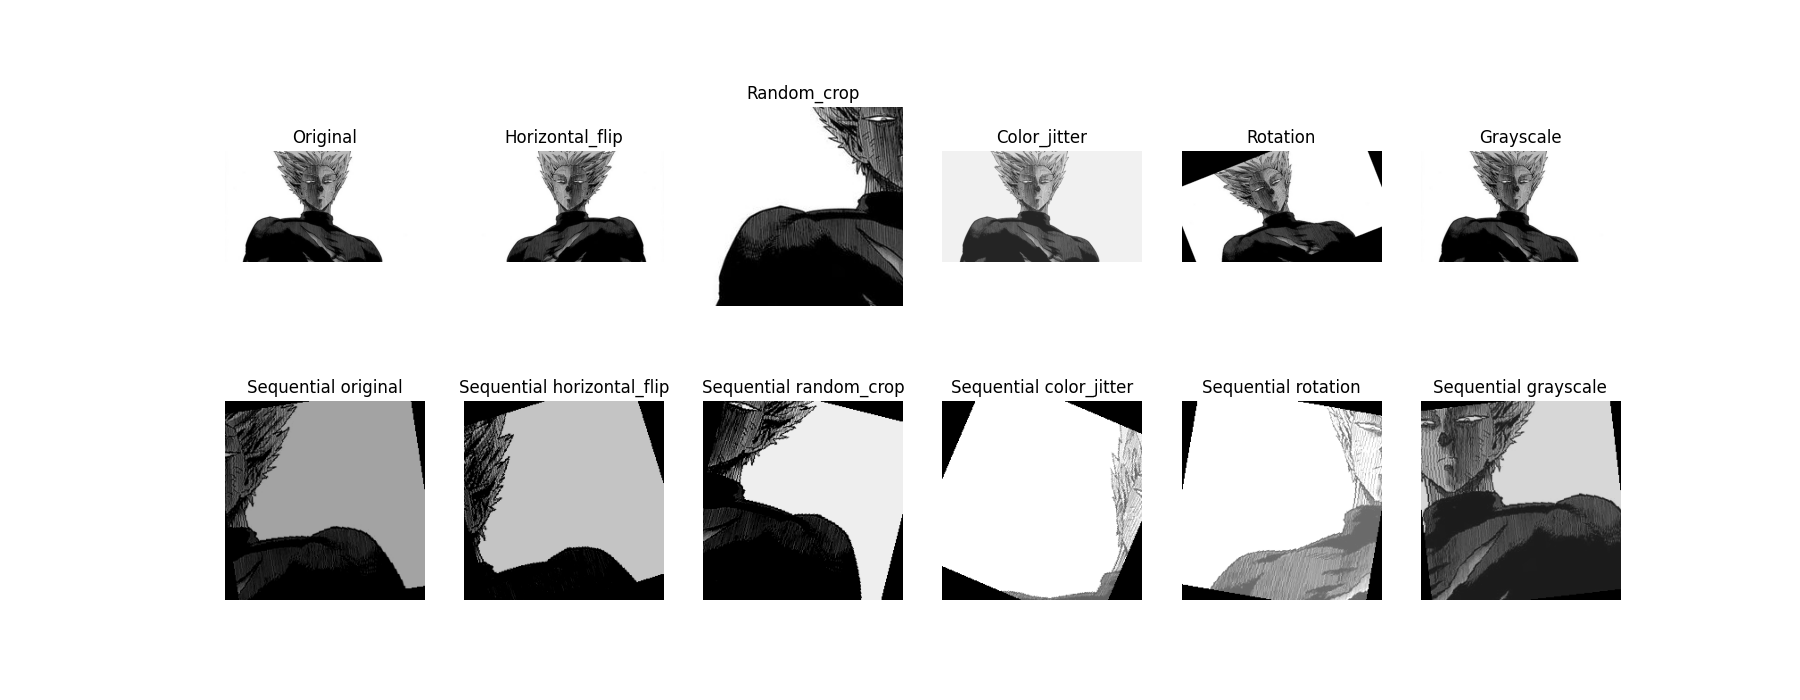 Random_crop
Original
Horizontal_flip
Color_jitter
Rotation
Grayscale
Sequential original
Sequential horizontal_flip
Sequential random_crop
Sequential color_jitter
Sequential rotation
Sequential grayscale